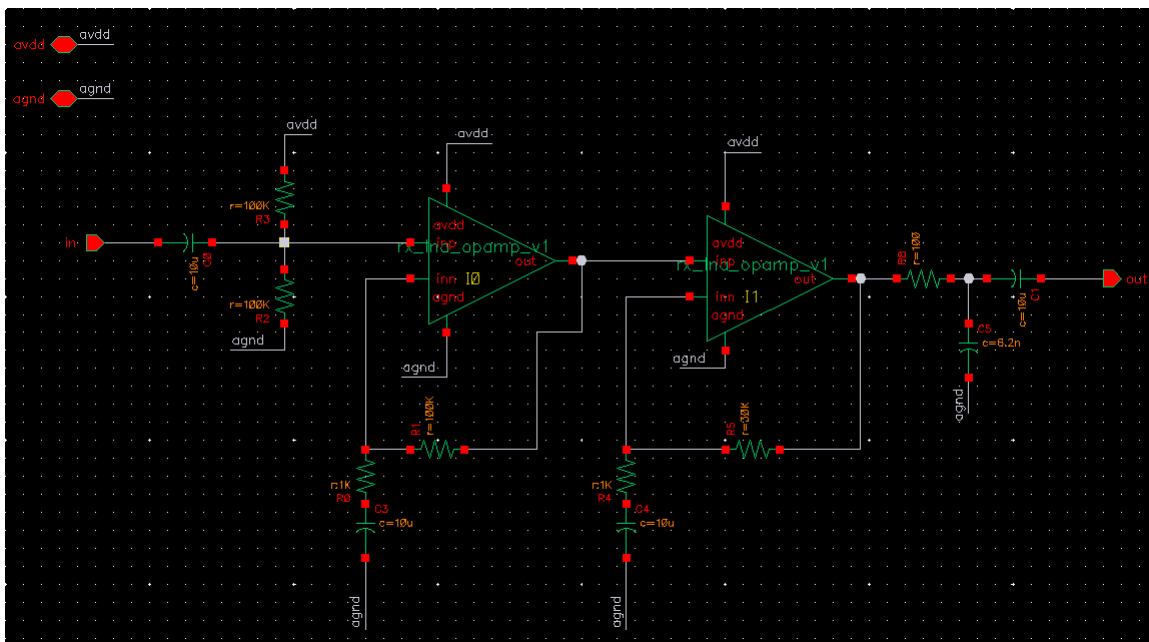 avdd avdd
agnd agnd
avdd
r=100K
R3
in
c=10u
C0
r=100K
R2
agnd
avdd
avdd
inp
rx_lna_opamp_v1
out
inn
I0
agnd
agnd
R1
r=100K
r:1K
R0
C3
c=10u
agnd
avdd
avdd
inp
rx_lna_opamp_v1
out
inn
I1
agnd
agnd
R5
r=30K
r:1K
R4
C4
c=10u
agnd
r=100
c=10u
C1
out
C5
c=6.2n
agnd